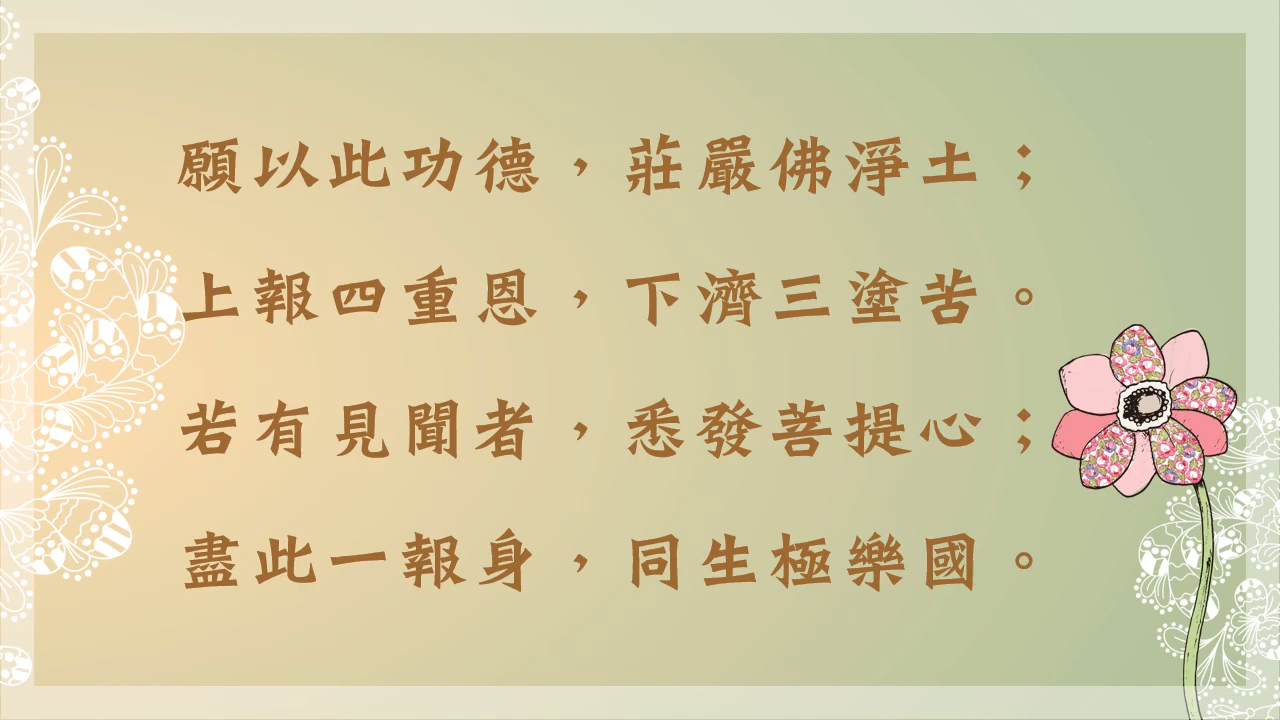 願以此功德，莊嚴佛淨土；
上報四重恩，下濟三塗苦。
若有見聞者，悉發菩提心；
盡此一報身，同生極樂國。